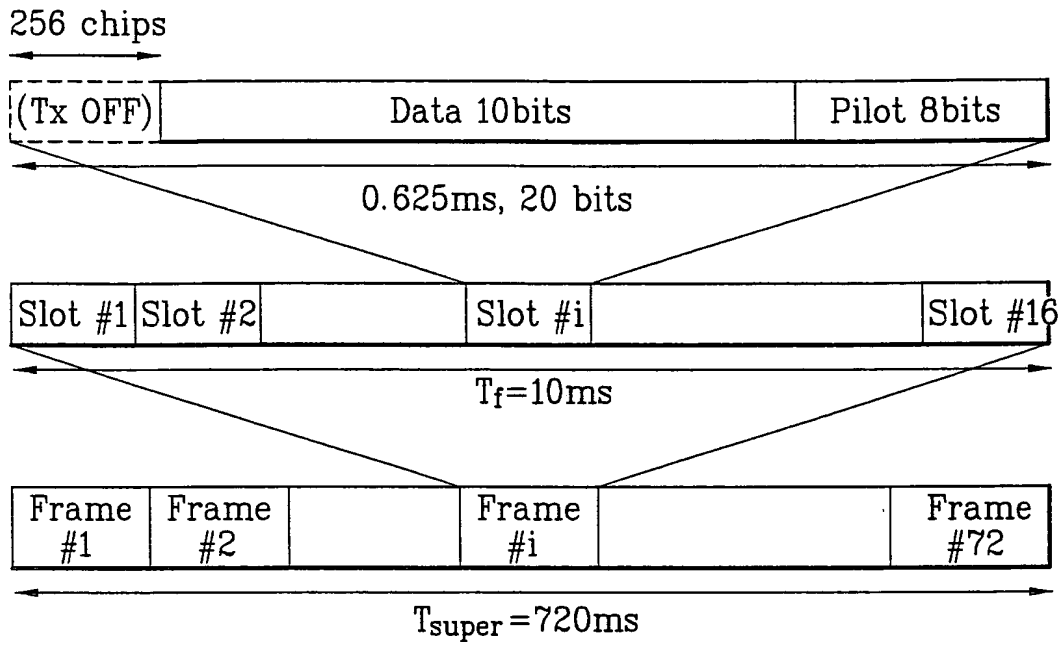 256 chips
(Tx OFF) Data 10bits Pilot 8bits
0.625ms, 20 bits
Slot #1 Slot #2 Slot #i Slot #16
Tf=10ms
Frame #1 Frame #2 Frame #i Frame #72
Tsuper=720ms